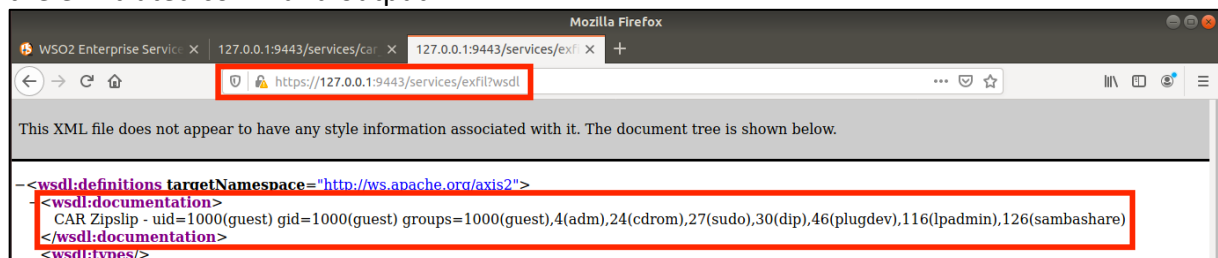 Mozilla Firefox
WSO2 Enterprise Service
127.0.0.1:9443/services/car_
127.0.0.1:9443/services/exfi
https://127.0.0.1:9443/services/exfil?wsdl
This XML file does not appear to have any style information associated with it. The document tree is shown below.
−<wsdl:definitions targetNamespace="http://ws.apache.org/axis2">
−<wsdl:documentation>
CAR Zipslip - uid=1000(guest) gid=1000(guest) groups=1000(guest),4(adm),24(cdrom),27(sudo),30(dip),46(plugdev),116(lpadmin),126(sambashare)
</wsdl:documentation>
<wsdl:types/>